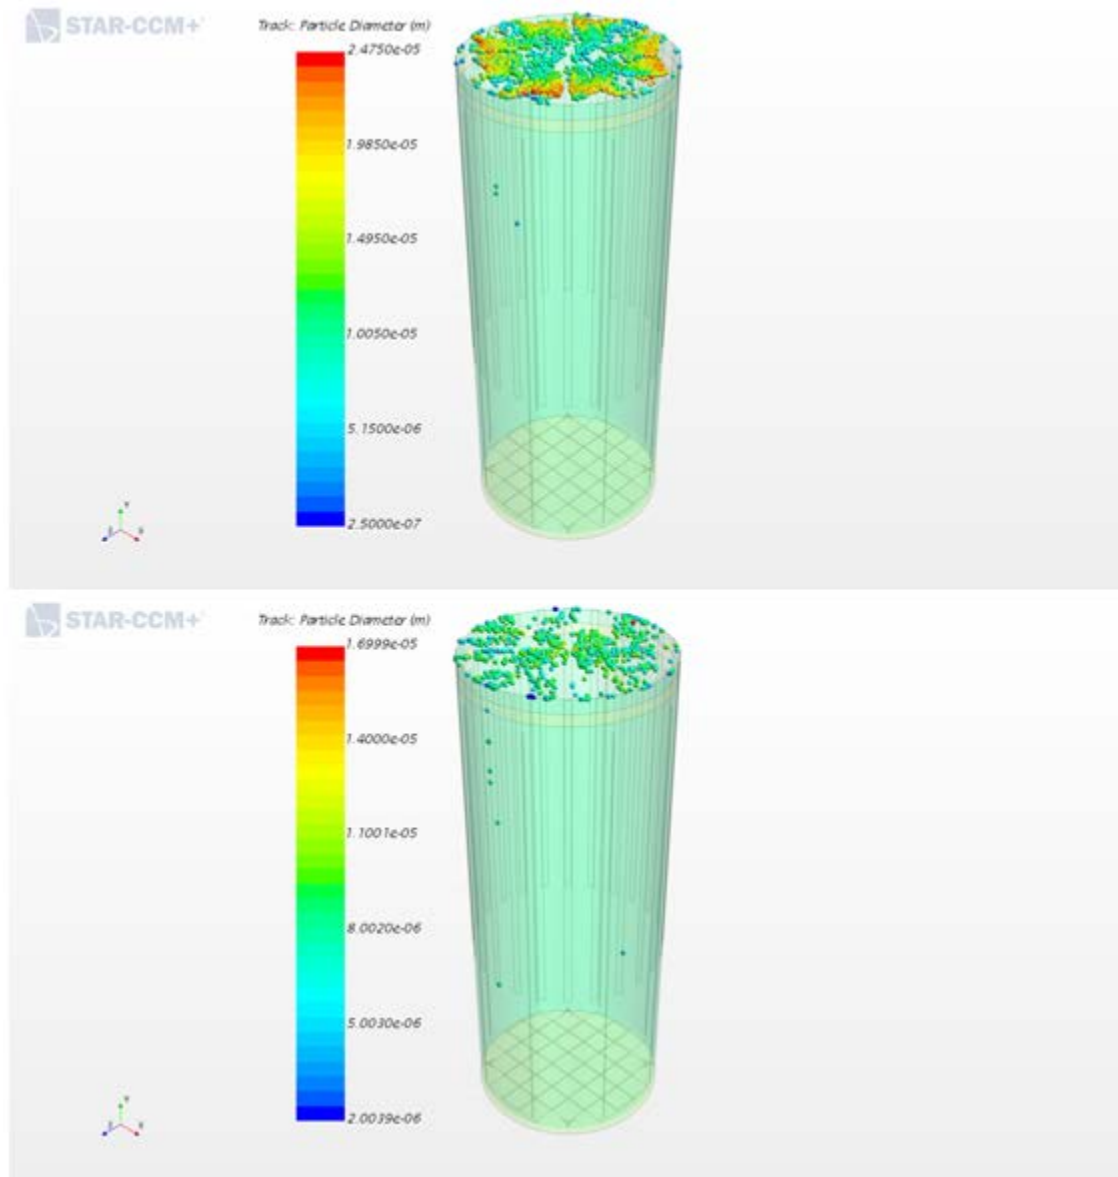 STAR-CCM+
Track: Particle Diameter (m)
2.4750e-05
1.9850e-05
1.4950e-05
1.0050e-05
5.1500e-06
2.5000e-07
STAR-CCM+
Track: Particle Diameter (m)
1.6999e-05
1.4000e-05
1.1001e-05
8.0020e-06
5.0030e-06
2.0039e-06